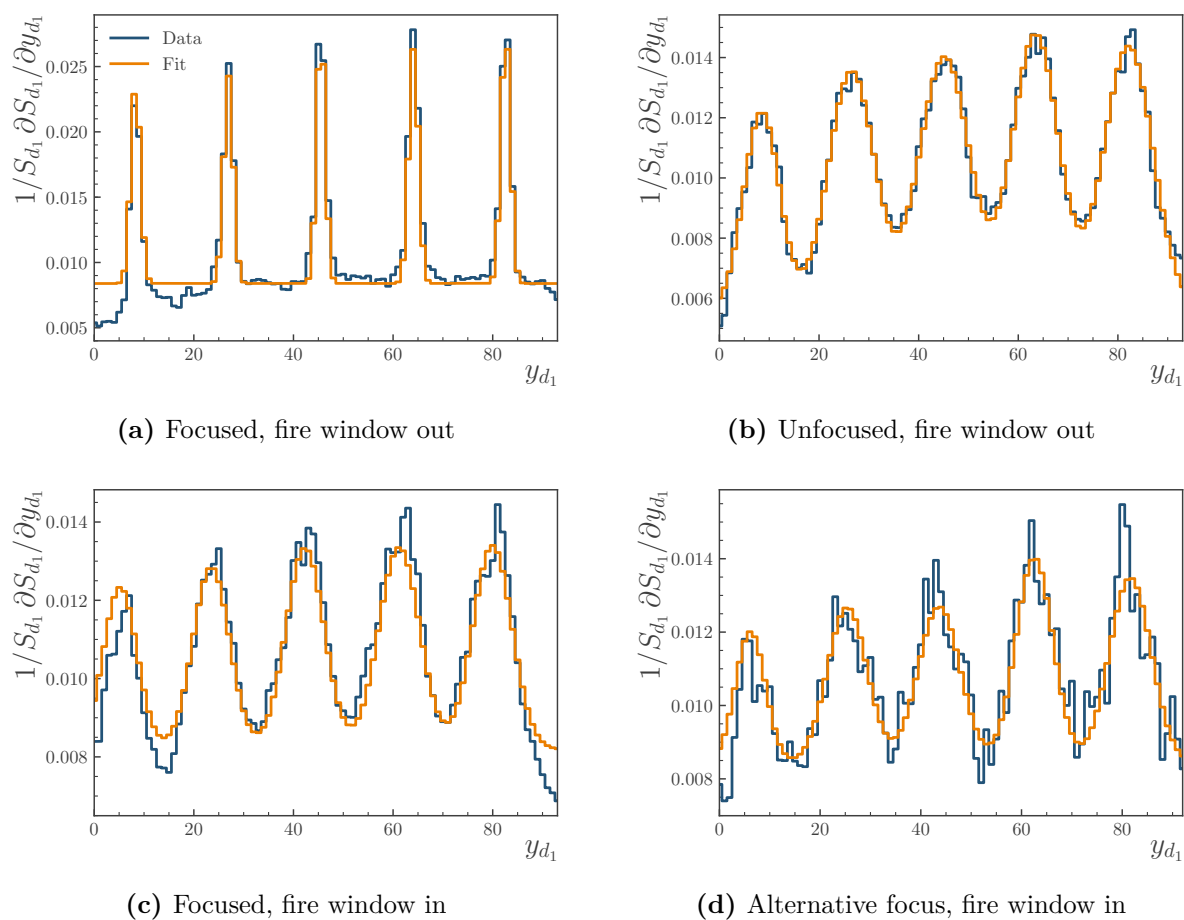 1/S_{d_1} ∂S_{d_1}/∂y_{d_1}
Data
Fit
0.025
0.020
0.015
0.010
0.005
0 20 40 60 80
y_{d_1}
(a) Focused, fire window out
1/S_{d_1} ∂S_{d_1}/∂y_{d_1}
0.014
0.012
0.010
0.008
0.006
0 20 40 60 80
y_{d_1}
(b) Unfocused, fire window out
1/S_{d_1} ∂S_{d_1}/∂y_{d_1}
0.014
0.012
0.010
0.008
0 20 40 60 80
y_{d_1}
(c) Focused, fire window in
1/S_{d_1} ∂S_{d_1}/∂y_{d_1}
0.014
0.012
0.010
0.008
0 20 40 60 80
y_{d_1}
(d) Alternative focus, fire window in